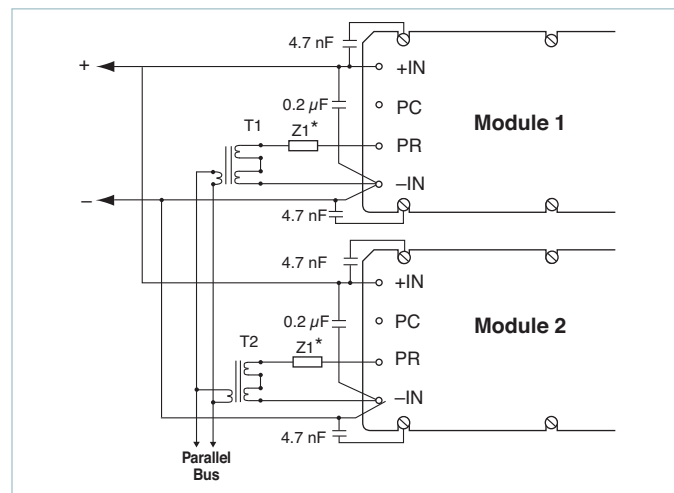 4.7 nF
+
+IN
0.2 µF
PC
Module 1
T1
Z1*
PR
–
–IN
4.7 nF
4.7 nF
+IN
0.2 µF
PC
Module 2
T2
Z1*
PR
–IN
4.7 nF
Parallel
Bus